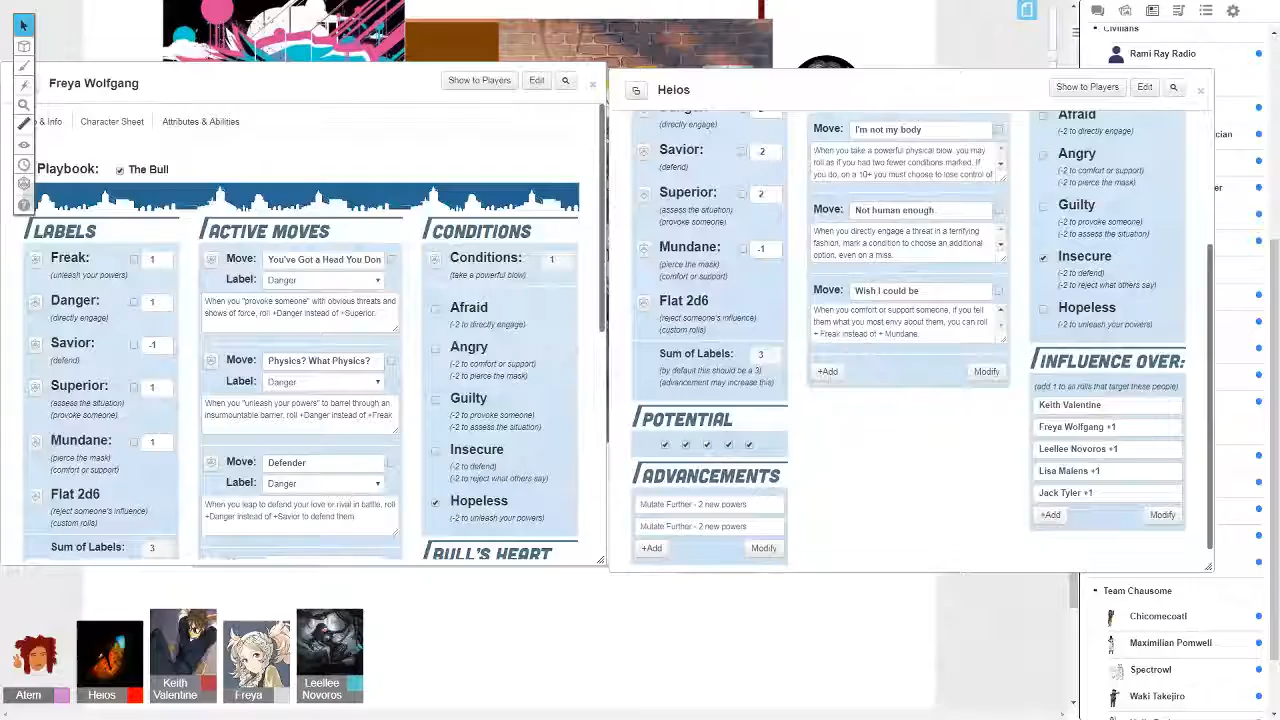 Civilians
Rami Ray Radio
Freya Wolfgang
Show to Players
Edit
& Info
Character Sheet
Attributes & Abilities
Playbook:
The Bull
LABELS
Freak: 1
(unleash your powers)
Danger: 1
(directly engage)
Savior: -1
(defend)
Superior: 1
(assess the situation)
(provoke someone)
Mundane: 1
(pierce the mask)
(comfort or support)
Flat 2d6
(reject someone's influence)
(custom rolls)
Sum of Labels: 3
ACTIVE MOVES
Move: You've Got a Head You Don
Label: Danger
When you "provoke someone" with obvious threats and
shows of force, roll +Danger instead of +Superior.
Move: Physics? What Physics?
Label: Danger
When you "unleash your powers" to barrel through an
insurmountable barrier, roll +Danger instead of +Freak
Move: Defender
Label: Danger
When you leap to defend your love or rival in battle, roll
+Danger instead of +Savior to defend them.
CONDITIONS
Conditions: 1
(take a powerful blow)
Afraid
(-2 to directly engage)
Angry
(-2 to comfort or support)
(-2 to pierce the mask)
Guilty
(-2 to provoke someone)
(-2 to assess the situation)
Insecure
(-2 to defend)
(-2 to reject what others say)
Hopeless
(-2 to unleash your powers)
BULL'S HEART
Helos
Show to Players
Edit
(directly engage)
Savior: 2
(defend)
Superior: 2
(assess the situation)
(provoke someone)
Mundane: -1
(pierce the mask)
(comfort or support)
Flat 2d6
(reject someone's influence)
(custom rolls)
Sum of Labels: 3
(by default this should be a 3)
(advancement may increase this)
POTENTIAL
ADVANCEMENTS
Mutate Further - 2 new powers
Mutate Further - 2 new powers
+Add
Modify
Move: I'm not my body
When you take a powerful physical blow, you may
roll as if you had two fewer conditions marked. If
you do, on a 10+ you must choose to lose control of
Move: Not human enough
When you directly engage a threat in a terrifying
fashion, mark a condition to choose an additional
option, even on a miss.
Move: Wish I could be
When you comfort or support someone, if you tell
them what you most envy about them, you can roll
+ Freak instead of + Mundane.
+Add
Modify
Afraid
(-2 to directly engage)
Angry
(-2 to comfort or support)
(-2 to pierce the mask)
Guilty
(-2 to provoke someone)
(-2 to assess the situation)
Insecure
(-2 to defend)
(-2 to reject what others say)
Hopeless
(-2 to unleash your powers)
INFLUENCE OVER:
(add 1 to all rolls that target these people)
Keith Valentine
Freya Wolfgang +1
Leellee Novoros +1
Lisa Malens +1
Jack Tyler +1
+Add
Modify
Team Chausome
Chicomecoatl
Maximilian Pomwell
Spectrowl
Waki Takejiro
Atem
Helos
Keith
Valentine
Freya
Leellee
Novoros